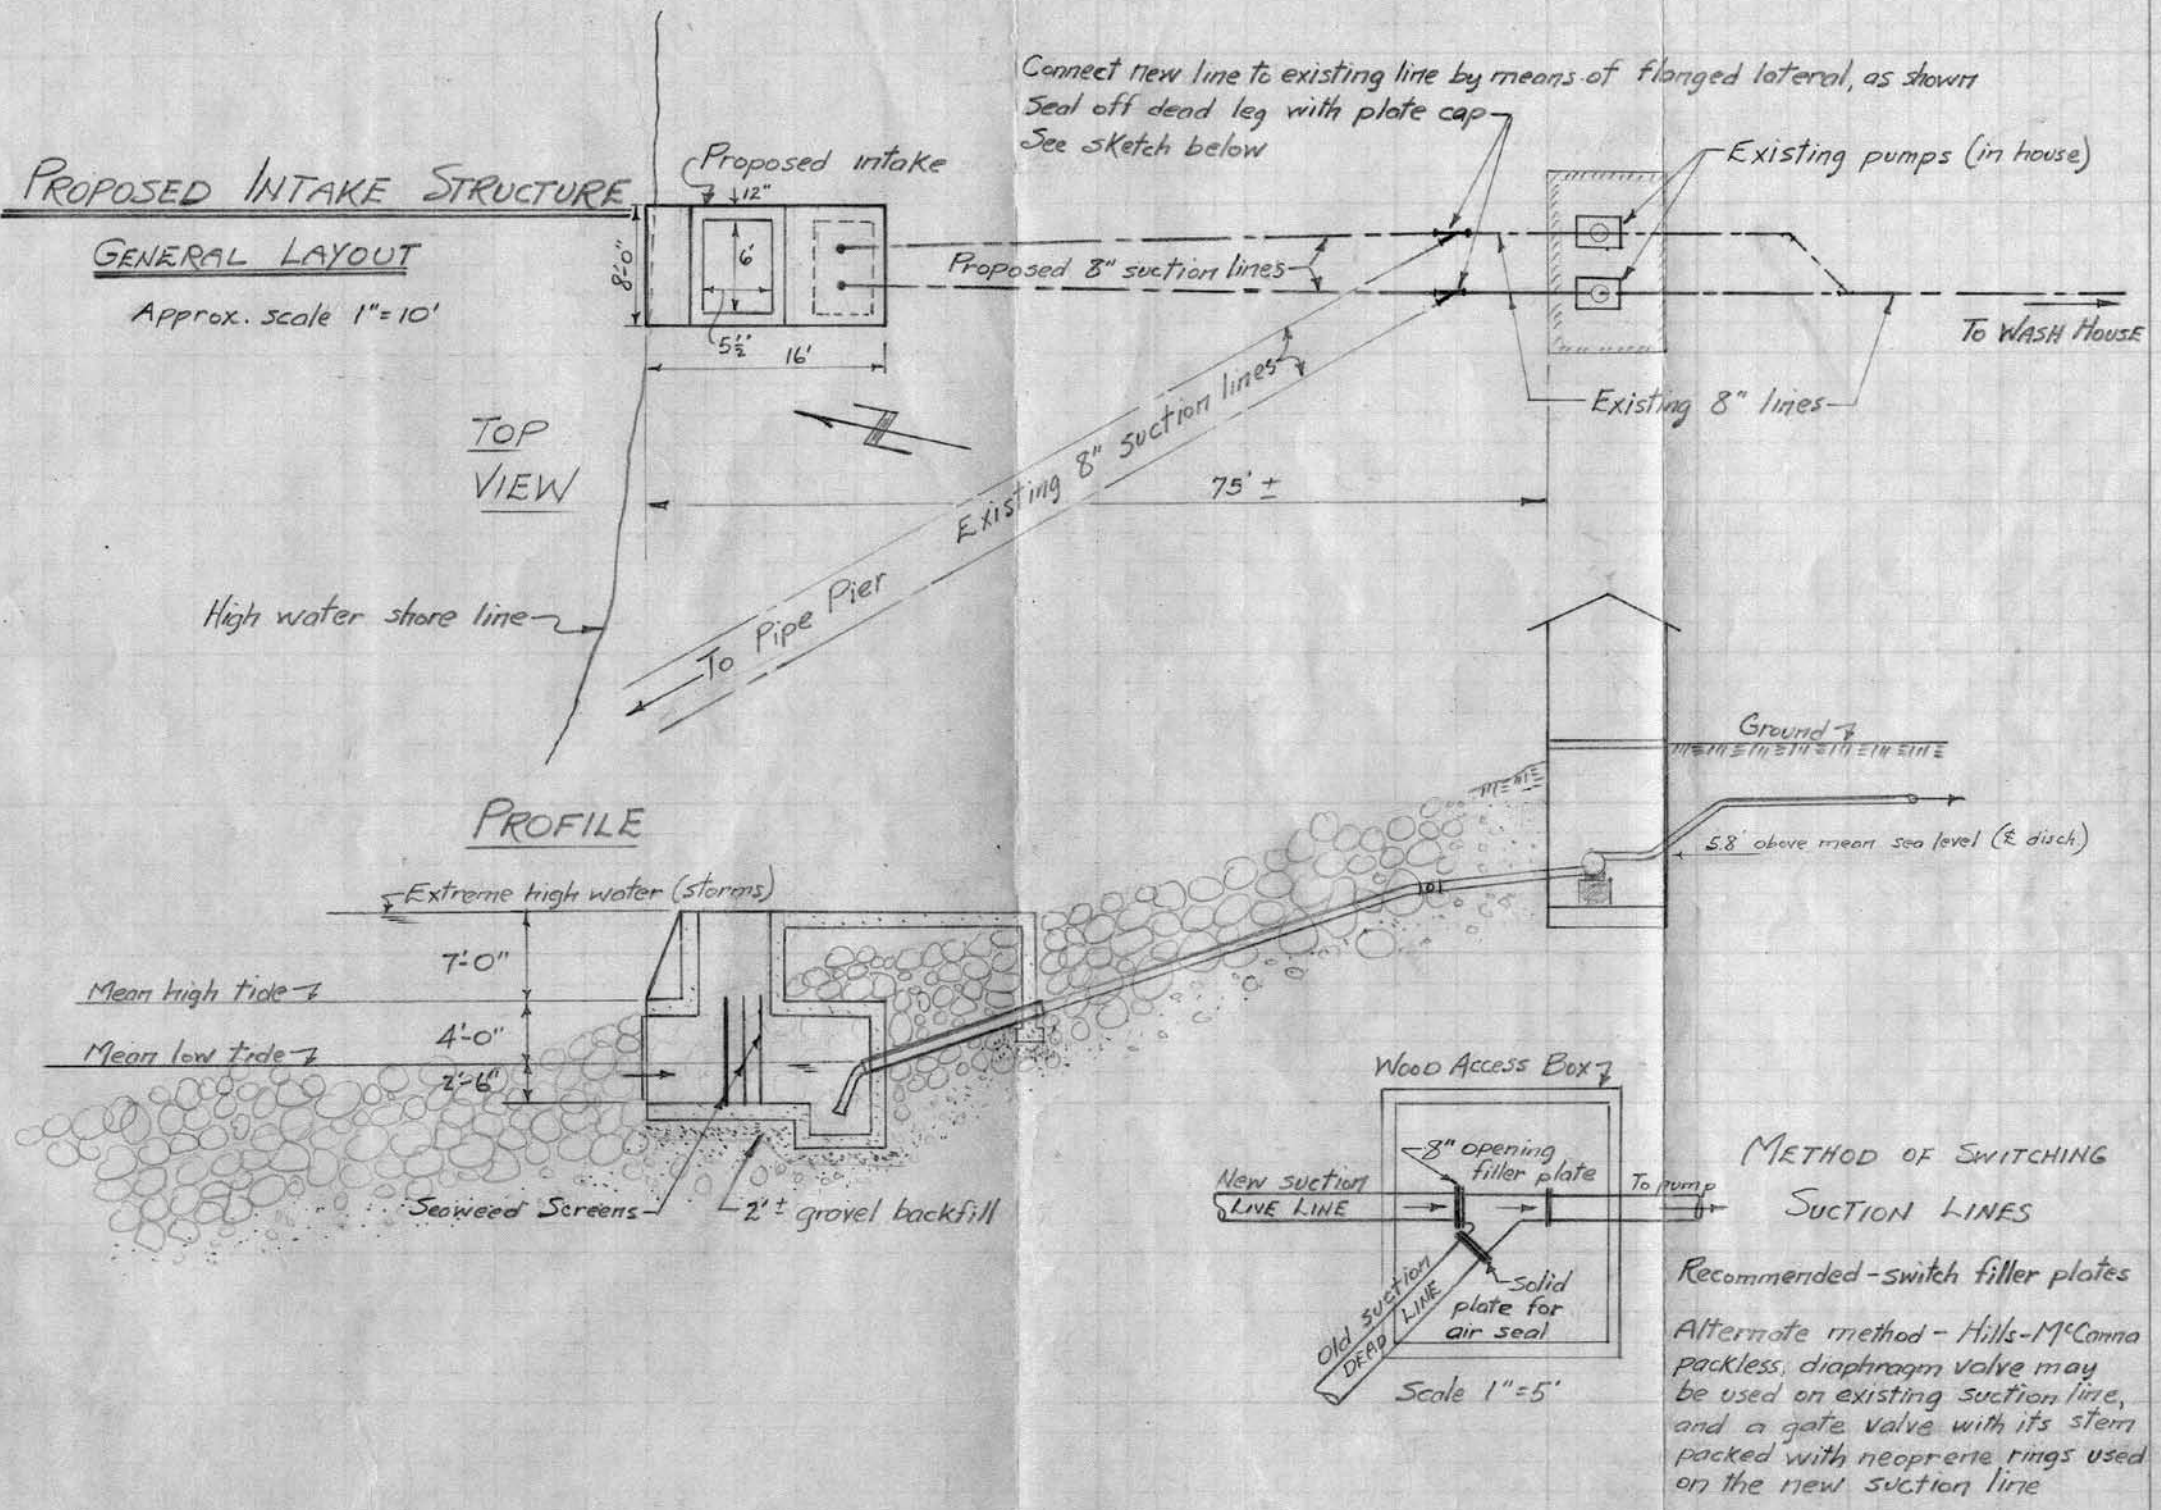 Connect new line to existing line by means of flanged lateral, as shown
Seal off dead leg with plate cap
See sketch below
PROPOSED INTAKE STRUCTURE
GENERAL LAYOUT
Approx. scale 1"=10'
Proposed intake
12"
8'-0"
6'
5½'
16'
Proposed 8" suction lines
Existing pumps (in house)
TO WASH HOUSE
Existing 8" lines
Existing 8" suction lines
To Pipe Pier
75' ±
TOP
VIEW
High water shore line
PROFILE
Ground
5.8' above mean sea level (℄ disch)
Extreme high water (storms)
7'-0"
Mean high tide
4'-0"
Mean low tide
2'-6"
Seaweed Screens
2' ± gravel backfill
Wood Access Box
8" opening
filler plate
New suction
LIVE LINE
To pump
Old suction
DEAD LINE
Solid
plate for
air seal
Scale 1"=5'
METHOD OF SWITCHING
SUCTION LINES
Recommended - switch filler plates
Alternate method - Hills-McCanna
packless, diaphragm valve may
be used on existing suction line,
and a gate valve with its stem
packed with neoprene rings used
on the new suction line